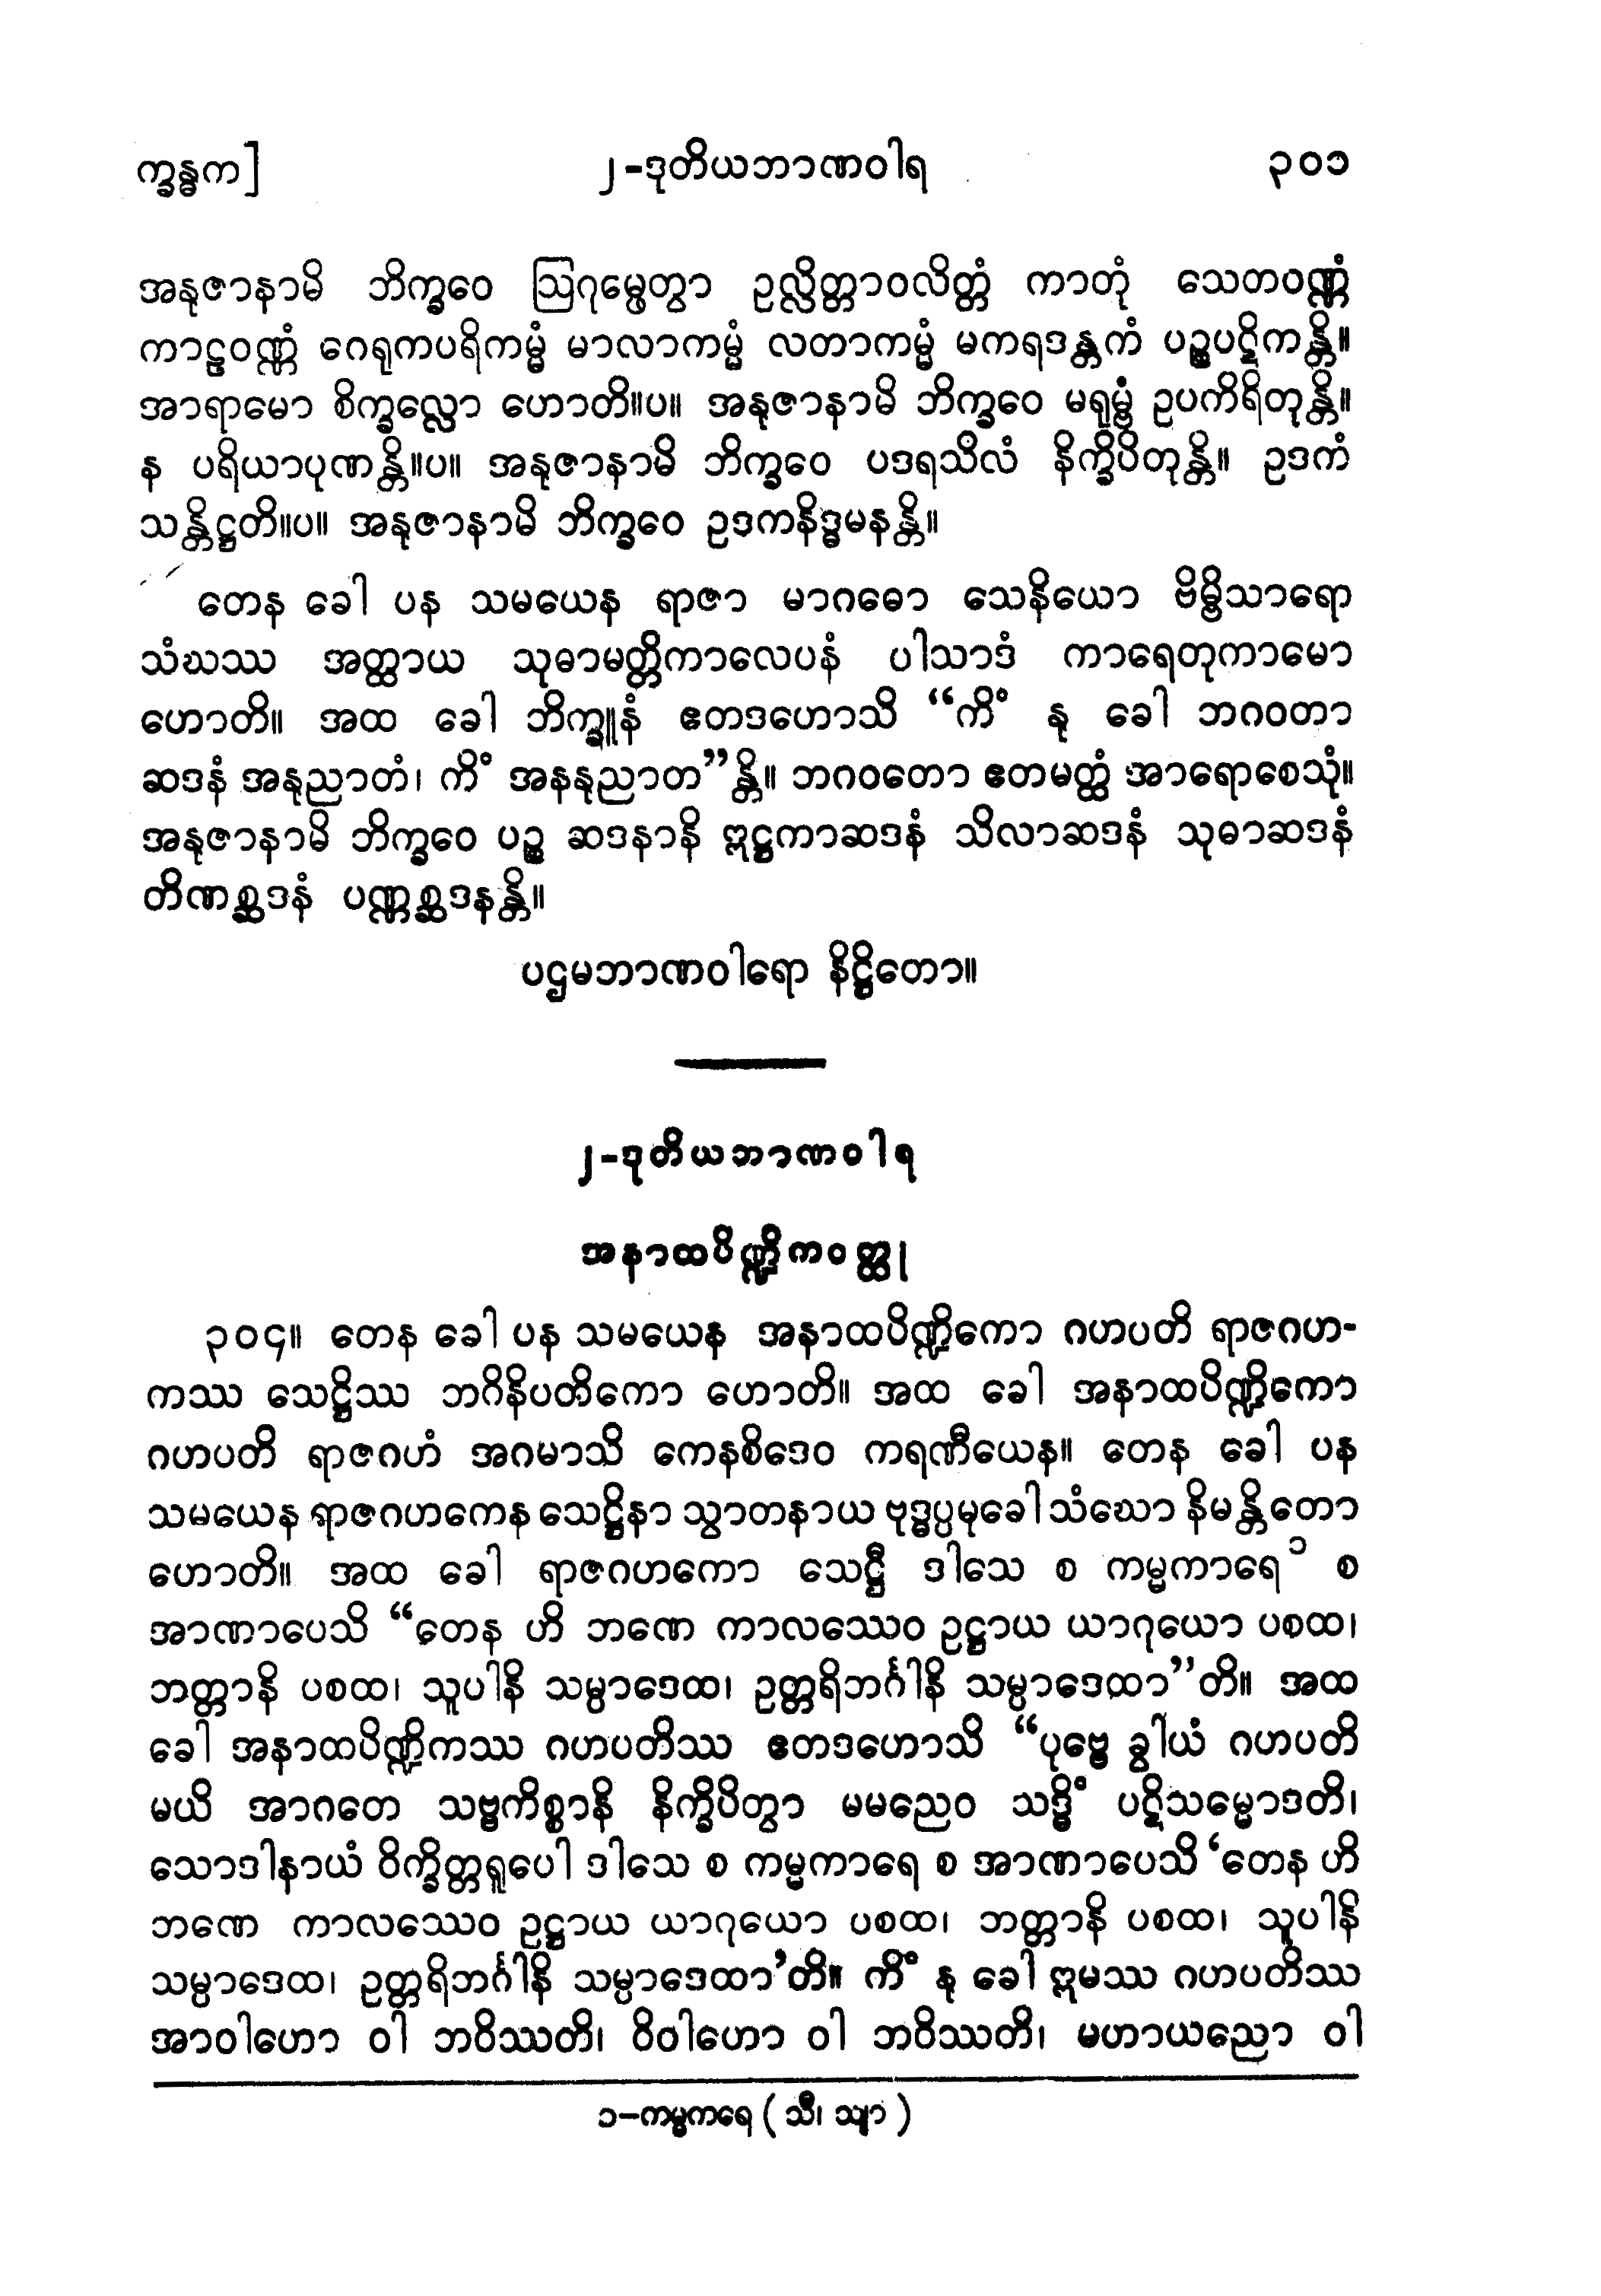 က္ခန္ဓက] ၂-ဒုတိယဘာဏဝါရ ၃၀၁
အနုဇာနာမိ ဘိက္ခဝေ ဩဂုမ္ဖေတွာ ဥလ္လိတ္တာဝလိတ္တံ ကာတုံ သေတဝဏ္ဏံ
ကာဠဝဏ္ဏံ ဂေရုကပရိကမ္မံ မာလာကမ္မံ လတာကမ္မံ မကရဒန္တကံ ပဉ္စပဋိကန္တိ။
အာရာမော စိက္ခလ္လော ဟောတိ။ပ။ အနုဇာနာမိ ဘိက္ခဝေ မရုမ္ဗံ ဥပကိရိတုန္တိ။
န ပရိယာပုဏန္တိ။ပ။ အနုဇာနာမိ ဘိက္ခဝေ ပဒရသိလံ နိက္ခိပိတုန္တိ။ ဥဒကံ
သန္တိဋ္ဌတိ။ပ။ အနုဇာနာမိ ဘိက္ခဝေ ဥဒကနိဒ္ဓမနန္တိ။
တေန ခေါ ပန သမယေန ရာဇာ မာဂဓော သေနိယော ဗိမ္ဗိသာရော
သံဃဿ အတ္ထာယ သုဓာမတ္တိကာလေပနံ ပါသာဒံ ကာရေတုကာမော
ဟောတိ။ အထ ခေါ ဘိက္ခူနံ ဧတဒဟောသိ “ကိံ နု ခေါ ဘဂဝတာ
ဆဒနံ အနုညာတံ၊ ကိံ အနနုညာတ”န္တိ။ ဘဂဝတော ဧတမတ္ထံ အာရောစေသုံ။
အနုဇာနာမိ ဘိက္ခဝေ ပဉ္စ ဆဒနာနိ ဣဋ္ဌကာဆဒနံ သိလာဆဒနံ သုဓာဆဒနံ
တိဏစ္ဆဒနံ ပဏ္ဏစ္ဆဒနန္တိ။
ပဌမဘာဏဝါရော နိဋ္ဌိတော။
၂-ဒုတိယဘာဏဝါရ
အနာထပိဏ္ဍိကဝတ္ထု
၃၀၄။ တေန ခေါ ပန သမယေန အနာထပိဏ္ဍိကော ဂဟပတိ ရာဇဂဟ-
ကဿ သေဋ္ဌိဿ ဘဂိနိပတိကော ဟောတိ။ အထ ခေါ အနာထပိဏ္ဍိကော
ဂဟပတိ ရာဇဂဟံ အဂမာသိ ကေနစိဒေဝ ကရဏီယေန။ တေန ခေါ ပန
သမယေန ရာဇဂဟကေန သေဋ္ဌိနာ သွာတနာယ ဗုဒ္ဓပ္ပမုခေါ သံဃော နိမန္တိတော
ဟောတိ။ အထ ခေါ ရာဇဂဟကော သေဋ္ဌီ ဒါသေ စ ကမ္မကာရေ ၁ စ
အာဏာပေသိ “တေန ဟိ ဘဏေ ကာလဿေဝ ဥဋ္ဌာယ ယာဂုယော ပစထ၊
ဘတ္တာနိ ပစထ၊ သူပါနိ သမ္ပာဒေထ၊ ဥတ္တရိဘင်္ဂါနိ သမ္ပာဒေထာ”တိ။ အထ
ခေါ အနာထပိဏ္ဍိကဿ ဂဟပတိဿ ဧတဒဟောသိ “ပုဗ္ဗေ ခွါယံ ဂဟပတိ
မယိ အာဂတေ သဗ္ဗကိစ္စာနိ နိက္ခိပိတွာ မမညေဝ သဒ္ဓိံ ပဋိသမ္မောဒတိ၊
သောဒါနာယံ ဝိက္ခိတ္တရူပေါ ဒါသေ စ ကမ္မကာရေ စ အာဏာပေသိ ‘တေန ဟိ
ဘဏေ ကာလဿေဝ ဥဋ္ဌာယ ယာဂုယော ပစထ၊ ဘတ္တာနိ ပစထ၊ သူပါနိ
သမ္ပာဒေထ၊ ဥတ္တရိဘင်္ဂါနိ သမ္ပာဒေထာ’တိ။ ကိံ နု ခေါ ဣမဿ ဂဟပတိဿ
အာဝါဟော ဝါ ဘဝိဿတိ၊ ဝိဝါဟော ဝါ ဘဝိဿတိ၊ မဟာယညော ဝါ
၁–ကမ္မကရေ ( သီ၊ သျာ )